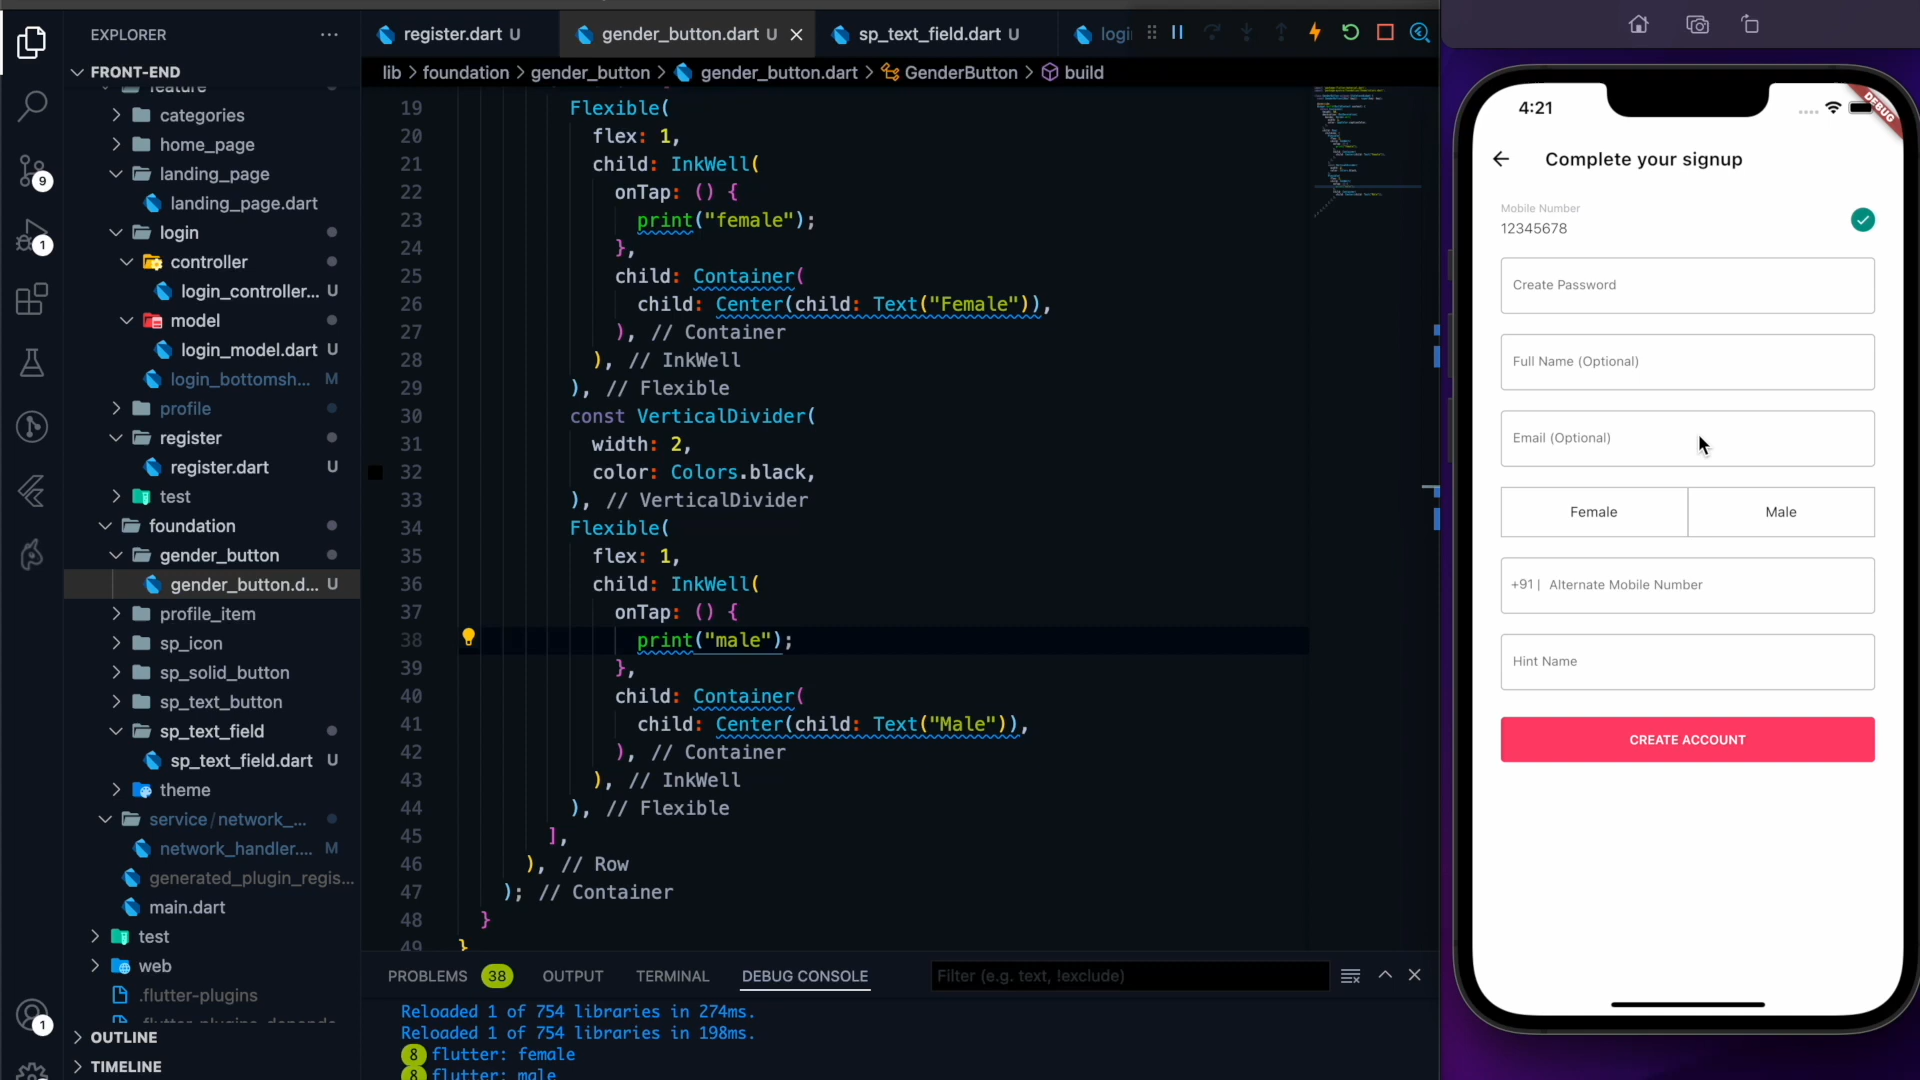 EXPLORER
FRONT-END
feature
categories
home_page
landing_page
landing_page.dart
login
controller
login_controller... U
model
login_model.dart U
login_bottomsh... M
profile
register
register.dart U
test
foundation
gender_button
gender_button.d... U
profile_item
sp_icon
sp_solid_button
sp_text_button
sp_text_field
sp_text_field.dart U
theme
service/network_...
network_handler.... M
generated_plugin_regis...
main.dart
test
web
.flutter-plugins
OUTLINE
TIMELINE
9
1
1
register.dart U
gender_button.dart U
sp_text_field.dart U
logi
lib > foundation > gender_button > gender_button.dart > GenderButton > build
19 Flexible(
20 flex: 1,
21 child: InkWell(
22 onTap: () {
23 print("female");
24 },
25 child: Container(
26 child: Center(child: Text("Female")),
27 ), // Container
28 ), // InkWell
29 ), // Flexible
30 const VerticalDivider(
31 width: 2,
32 color: Colors.black,
33 ), // VerticalDivider
34 Flexible(
35 flex: 1,
36 child: InkWell(
37 onTap: () {
38 print("male");
39 },
40 child: Container(
41 child: Center(child: Text("Male")),
42 ), // Container
43 ), // InkWell
44 ), // Flexible
45 ],
46 ), // Row
47 ); // Container
48 }
49 }
PROBLEMS 38 OUTPUT TERMINAL DEBUG CONSOLE Filter (e.g. text, !exclude)
Reloaded 1 of 754 libraries in 274ms.
Reloaded 1 of 754 libraries in 198ms.
8 flutter: female
8 flutter: male
4:21
DEBUG
Complete your signup
Mobile Number
12345678
Create Password
Full Name (Optional)
Email (Optional)
Female Male
+91| Alternate Mobile Number
Hint Name
CREATE ACCOUNT